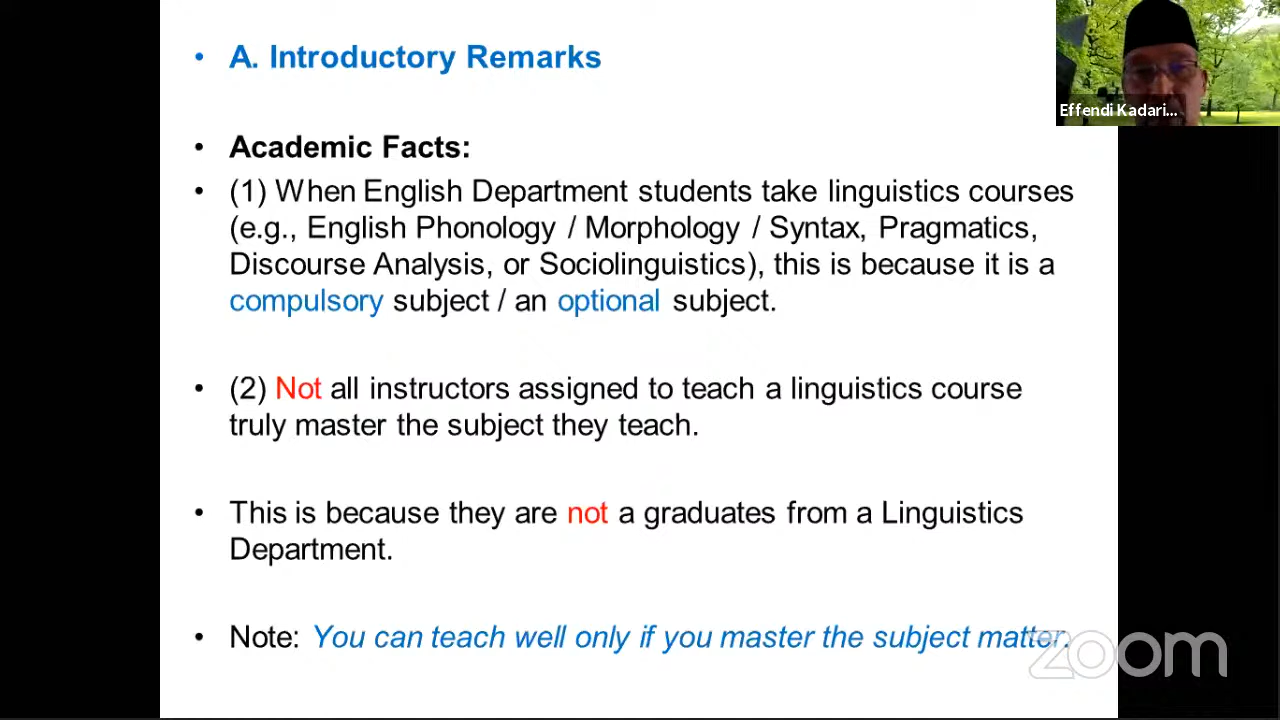 • A. Introductory Remarks
Effendi Kadari...
• Academic Facts:
• (1) When English Department students take linguistics courses
(e.g., English Phonology / Morphology / Syntax, Pragmatics,
Discourse Analysis, or Sociolinguistics), this is because it is a
compulsory subject / an optional subject.
• (2) Not all instructors assigned to teach a linguistics course
truly master the subject they teach.
• This is because they are not a graduates from a Linguistics
Department.
• Note: You can teach well only if you master the subject matter.
zoom